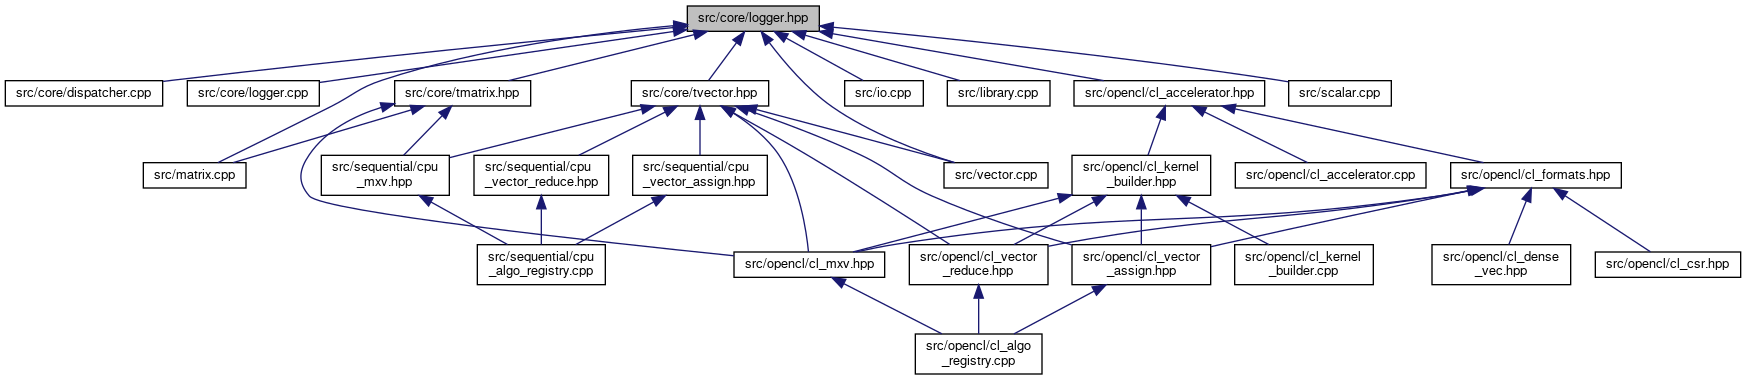 src/core/logger.hpp
src/core/dispatcher.cpp
src/core/logger.cpp
src/core/tmatrix.hpp
src/core/tvector.hpp
src/io.cpp
src/library.cpp
src/opencl/cl_accelerator.hpp
src/scalar.cpp
src/matrix.cpp
src/sequential/cpu
_mxv.hpp
src/sequential/cpu
_vector_reduce.hpp
src/sequential/cpu
_vector_assign.hpp
src/vector.cpp
src/opencl/cl_kernel
_builder.hpp
src/opencl/cl_accelerator.cpp
src/opencl/cl_formats.hpp
src/sequential/cpu
_algo_registry.cpp
src/opencl/cl_mxv.hpp
src/opencl/cl_vector
_reduce.hpp
src/opencl/cl_vector
_assign.hpp
src/opencl/cl_kernel
_builder.cpp
src/opencl/cl_dense
_vec.hpp
src/opencl/cl_csr.hpp
src/opencl/cl_algo
_registry.cpp